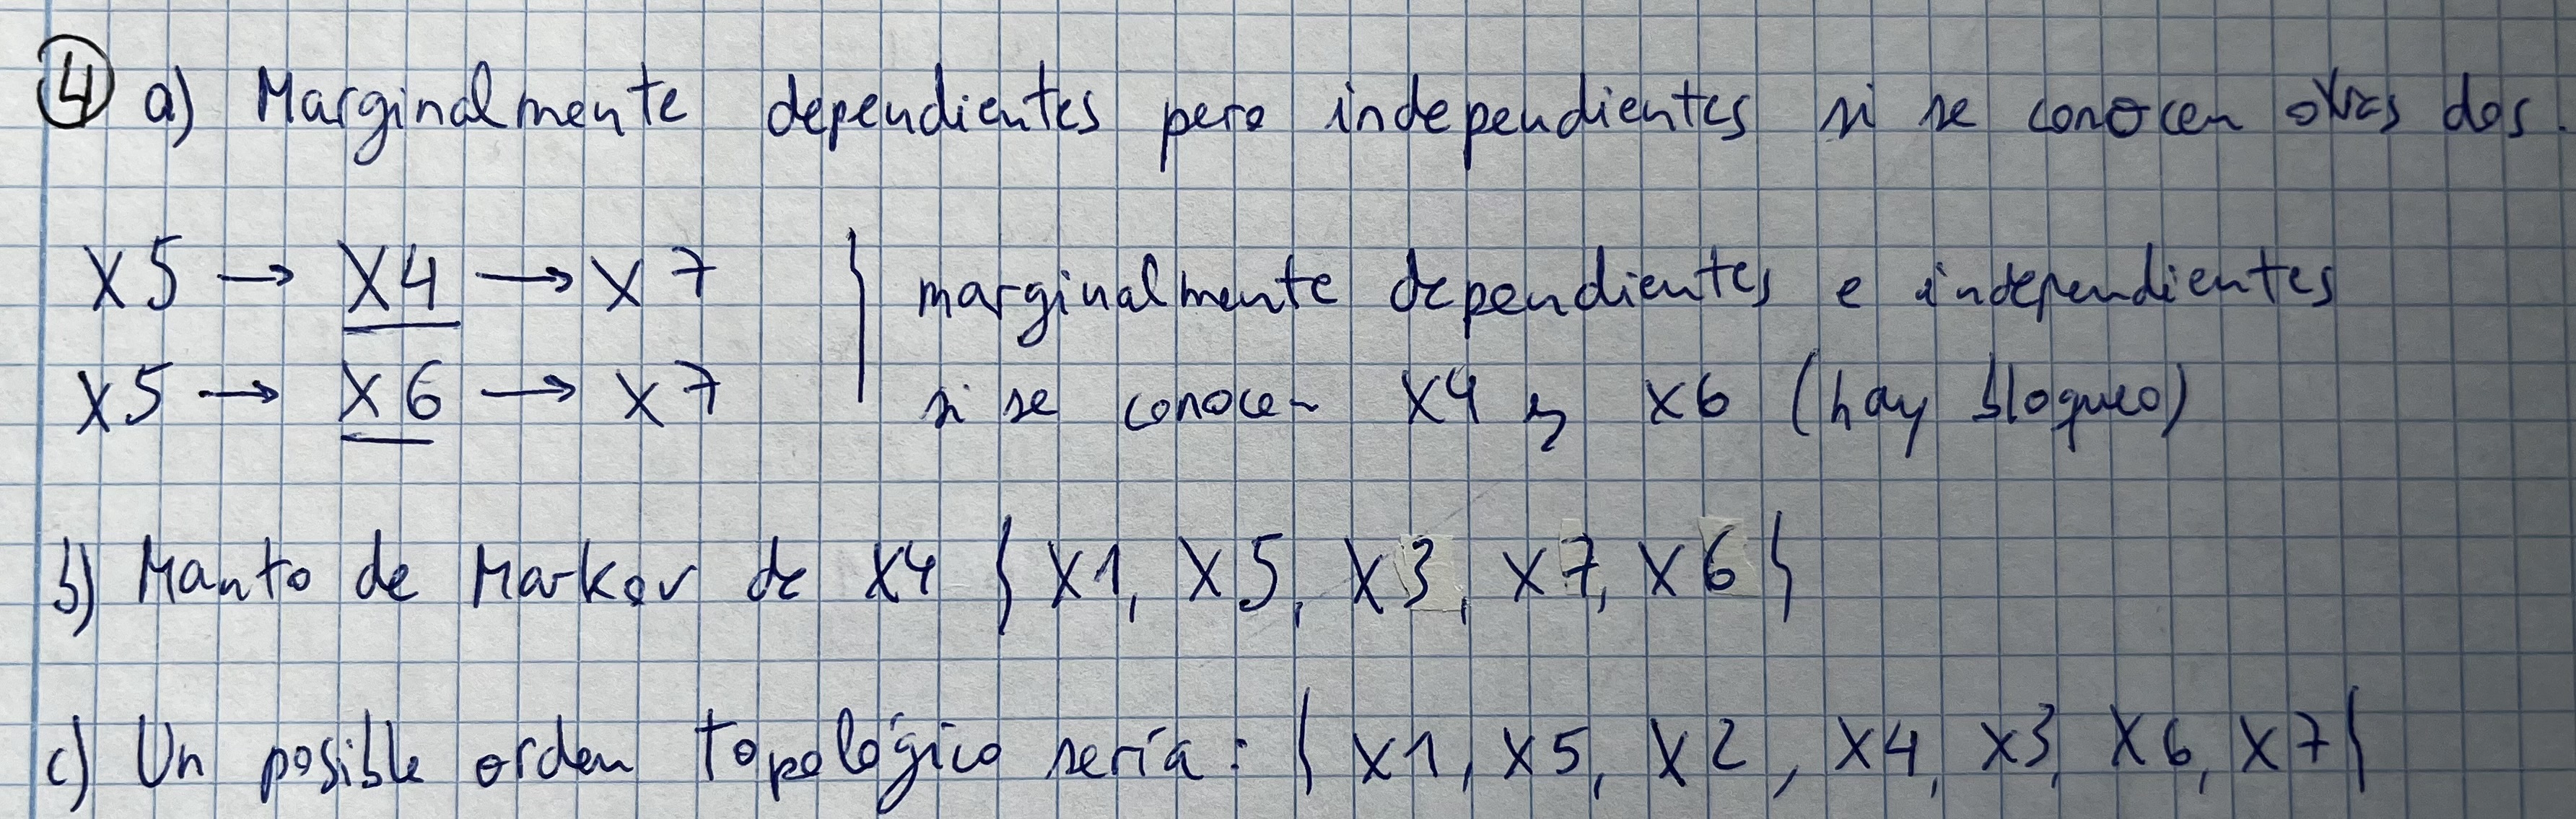 ④ a) Marginalmente dependientes pero independientes si se conocen otras dos.
X5 → X4 → X7 } marginalmente dependientes e independientes
X5 → X6 → X7 si se conocen X4 y X6 (hay bloqueo)
b) Manto de Markov de X4 { X1, X5, X3, X7, X6 }
c) Un posible orden topológico sería: { X1, X5, X2, X4, X3, X6, X7 }